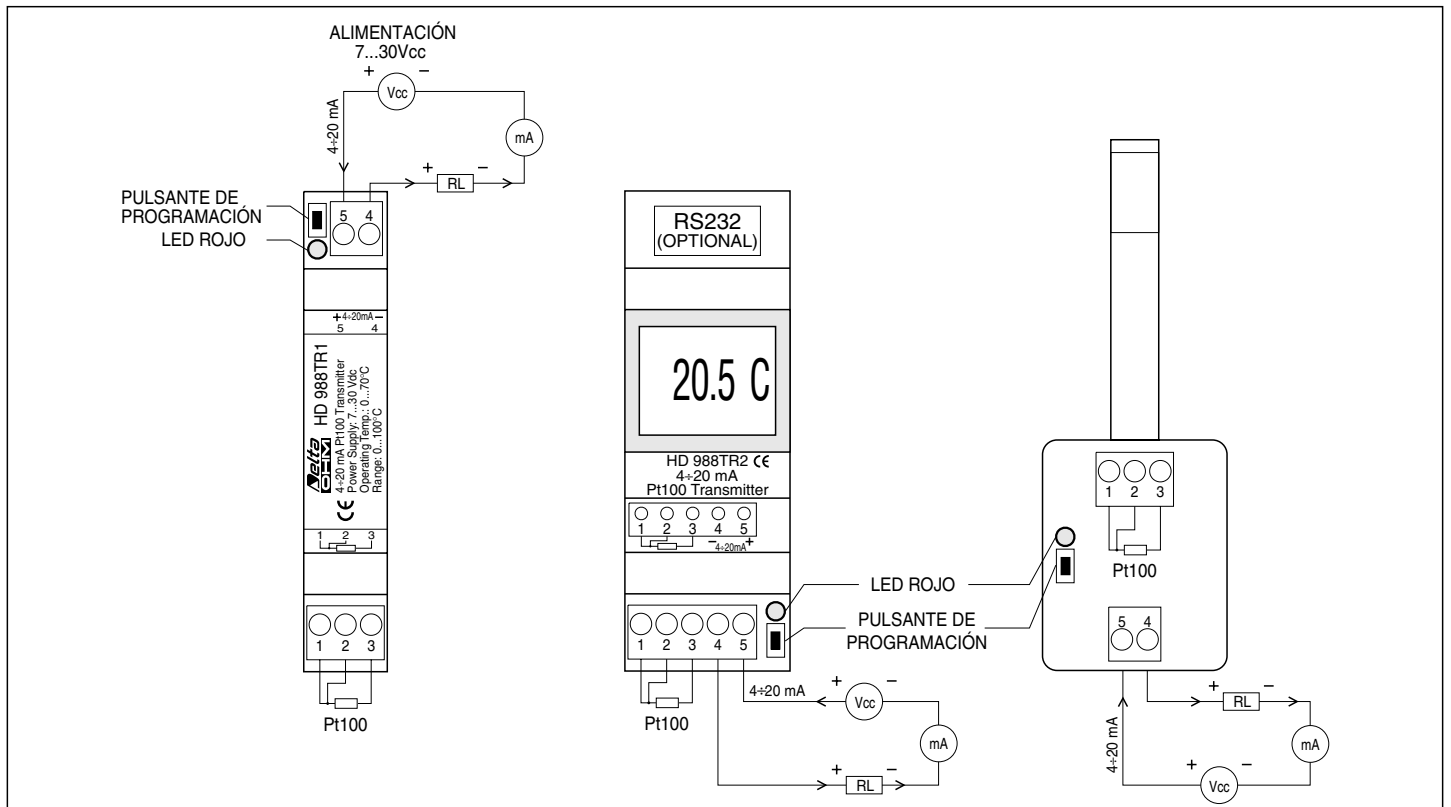 ALIMENTACIÓN
7...30Vcc
+ −
Vcc
4÷20 mA
mA
+ −
RL
PULSANTE DE
PROGRAMACIÓN
LED ROJO
5 4
+4÷20mA−
5 4
Delta
OHM
HD 988TR1
4÷20 mA Pt100 Transmitter
Power Supply: 7...30 Vdc
Operating Temp.: 0...70°C
Range: 0...100°C
CE
1 2 3
1 2 3
Pt100
RS232
(OPTIONAL)
20.5 C
HD 988TR2 CE
4÷20 mA
Pt100 Transmitter
1 2 3 4 5
− 4÷20mA +
1 2 3 4 5
Pt100
LED ROJO
PULSANTE DE
PROGRAMACIÓN
4÷20 mA
+ −
Vcc
mA
+ −
RL
1 2 3
Pt100
5 4
+ −
RL
mA
4÷20 mA
+ −
Vcc